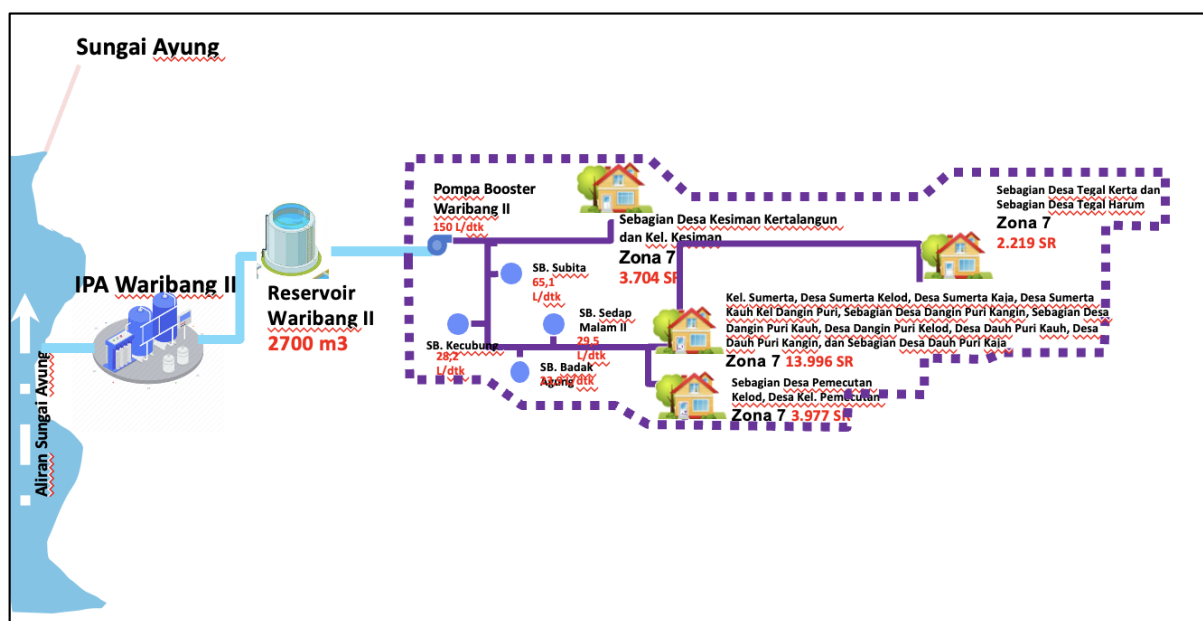 Sungai Ayung
IPA Waribang II
Aliran Sungai Ayung
Reservoir
Waribang II
2700 m3
Pompa Booster
Waribang II
150 L/dtk
SB. Subita
65,1
L/dtk
SB. Kecubung
28,2
L/dtk
SB. Sedap
Malam II
29,5
L/dtk
SB. Badak
Agung
L/dtk
Sebagian Desa Kesiman Kertalangun
dan Kel. Kesiman
Zona 7
3.704 SR
Sebagian Desa Tegal Kerta dan
Sebagian Desa Tegal Harum
Zona 7
2.219 SR
Kel. Sumerta, Desa Sumerta Kelod, Desa Sumerta Kaja, Desa Sumerta
Kauh Kel Dangin Puri, Sebagian Desa Dangin Puri Kangin, Sebagian Desa
Dangin Puri Kauh, Desa Dangin Puri Kelod, Desa Dauh Puri Kauh, Desa
Dauh Puri Kangin, dan Sebagian Desa Dauh Puri Kaja
Zona 7 13.996 SR
Sebagian Desa Pemecutan
Kelod, Desa Kel. Pemecutan
Zona 7 3.977 SR